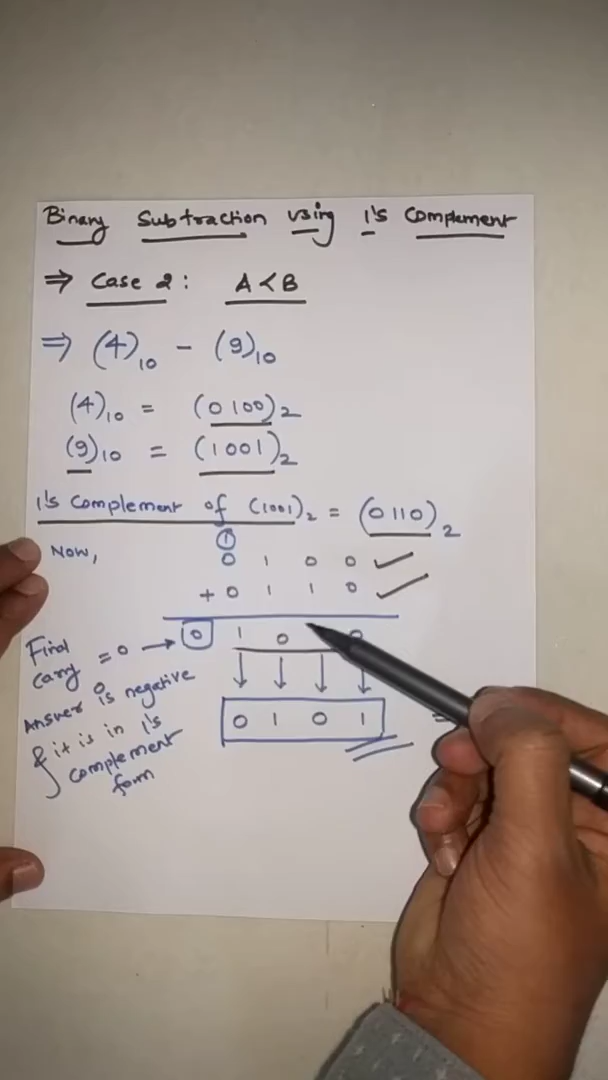 Binary Subtraction using 1's Complement
⇒ Case 2: A<B
⇒ (4)₁₀ - (9)₁₀
(4)₁₀ = (0100)₂
(9)₁₀ = (1001)₂
1's Complement of (1001)₂ = (0110)₂
Now,
1
0 1 0 0 ✓
+ 0 1 1 0 ✓
Final carry = 0 → 0 1 0 0
Answer is negative
& it is in 1's
complement
form
↓ ↓ ↓ ↓
0 1 0 1